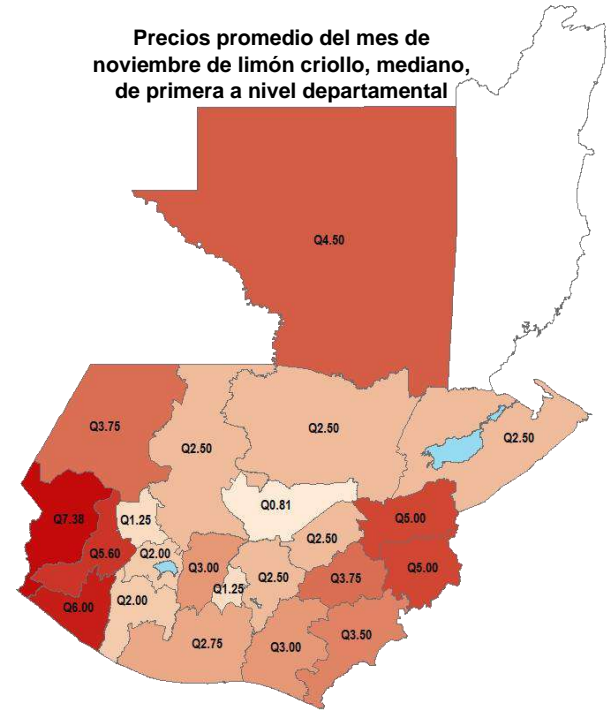 Precios promedio del mes de
noviembre de limón criollo, mediano,
de primera a nivel departamental
Q4.50
Q3.75
Q2.50
Q2.50
Q2.50
Q7.38
Q1.25
Q0.81
Q5.00
Q5.60
Q2.00
Q3.00
Q2.50
Q2.50
Q5.00
Q3.75
Q6.00
Q2.00
Q1.25
Q2.75
Q3.00
Q3.50